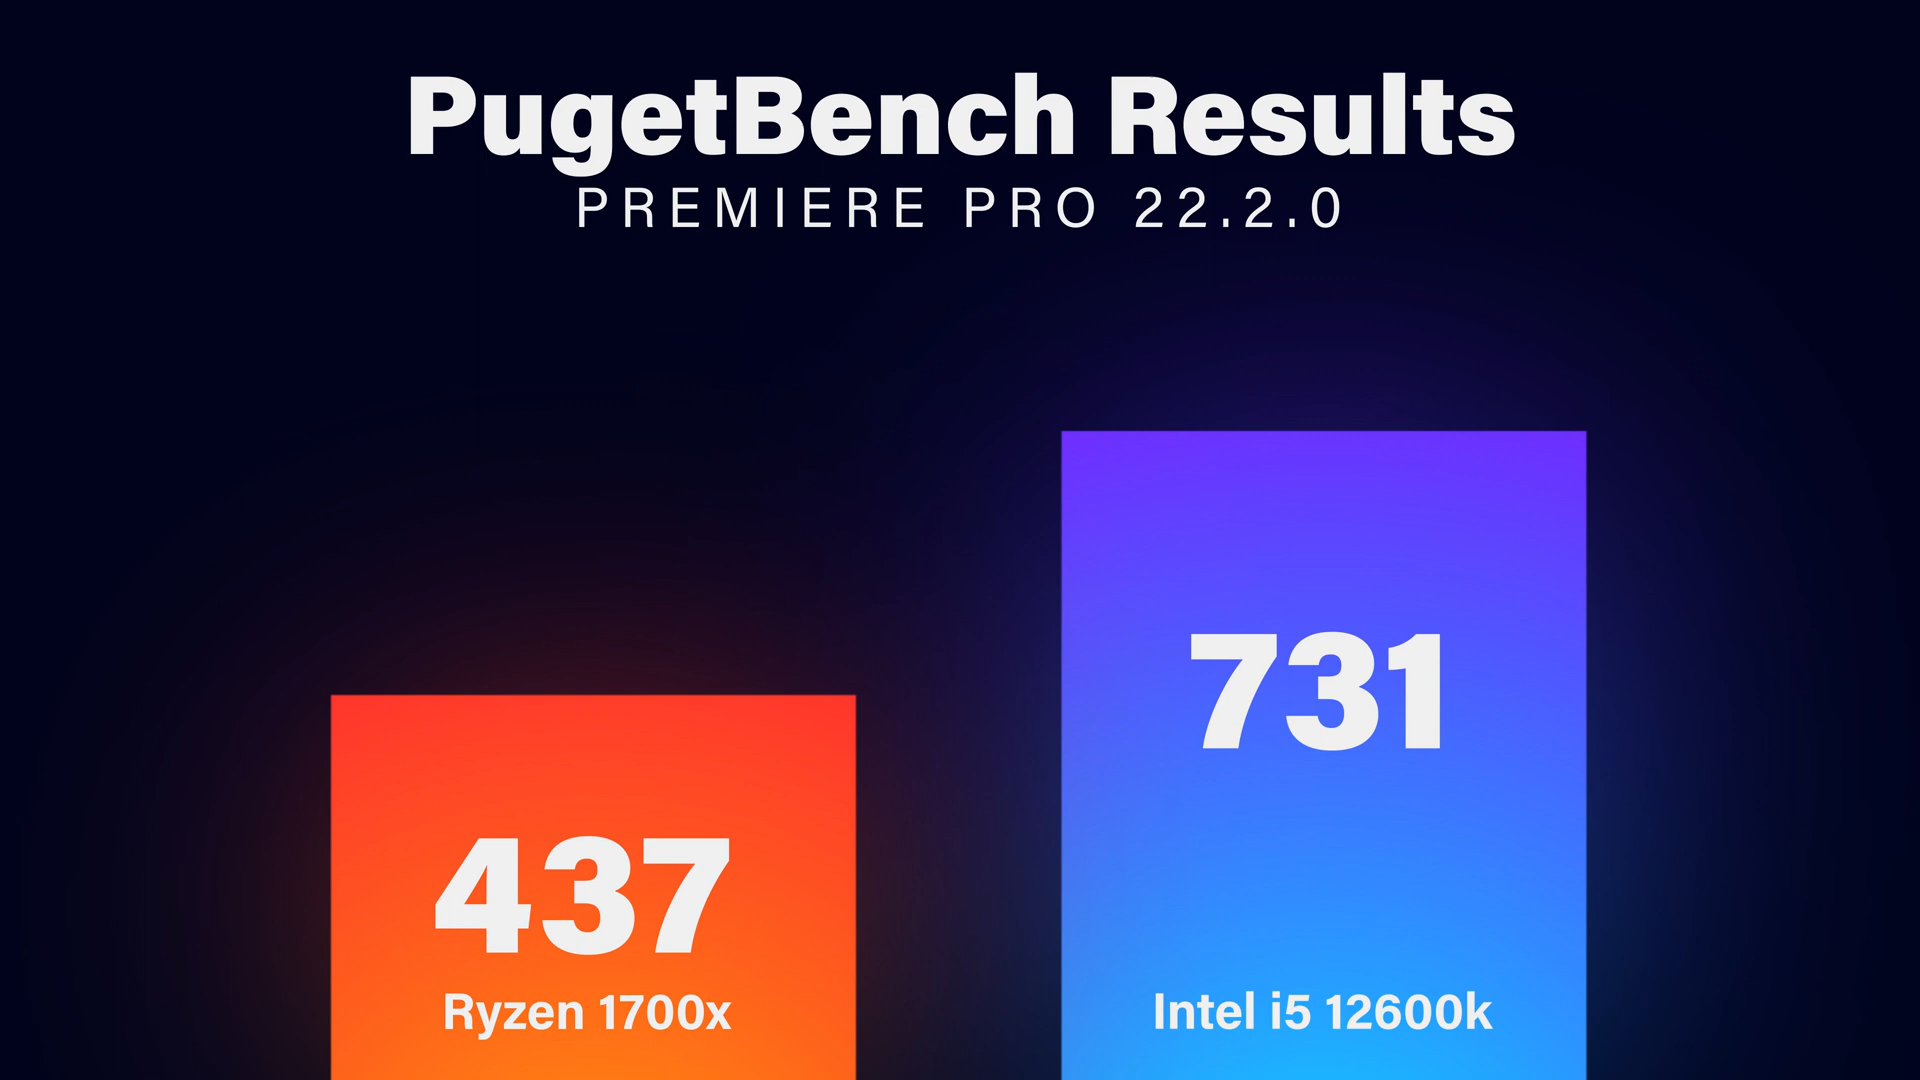 PugetBench Results
PREMIERE PRO 22.2.0
437
Ryzen 1700x
731
Intel i5 12600k